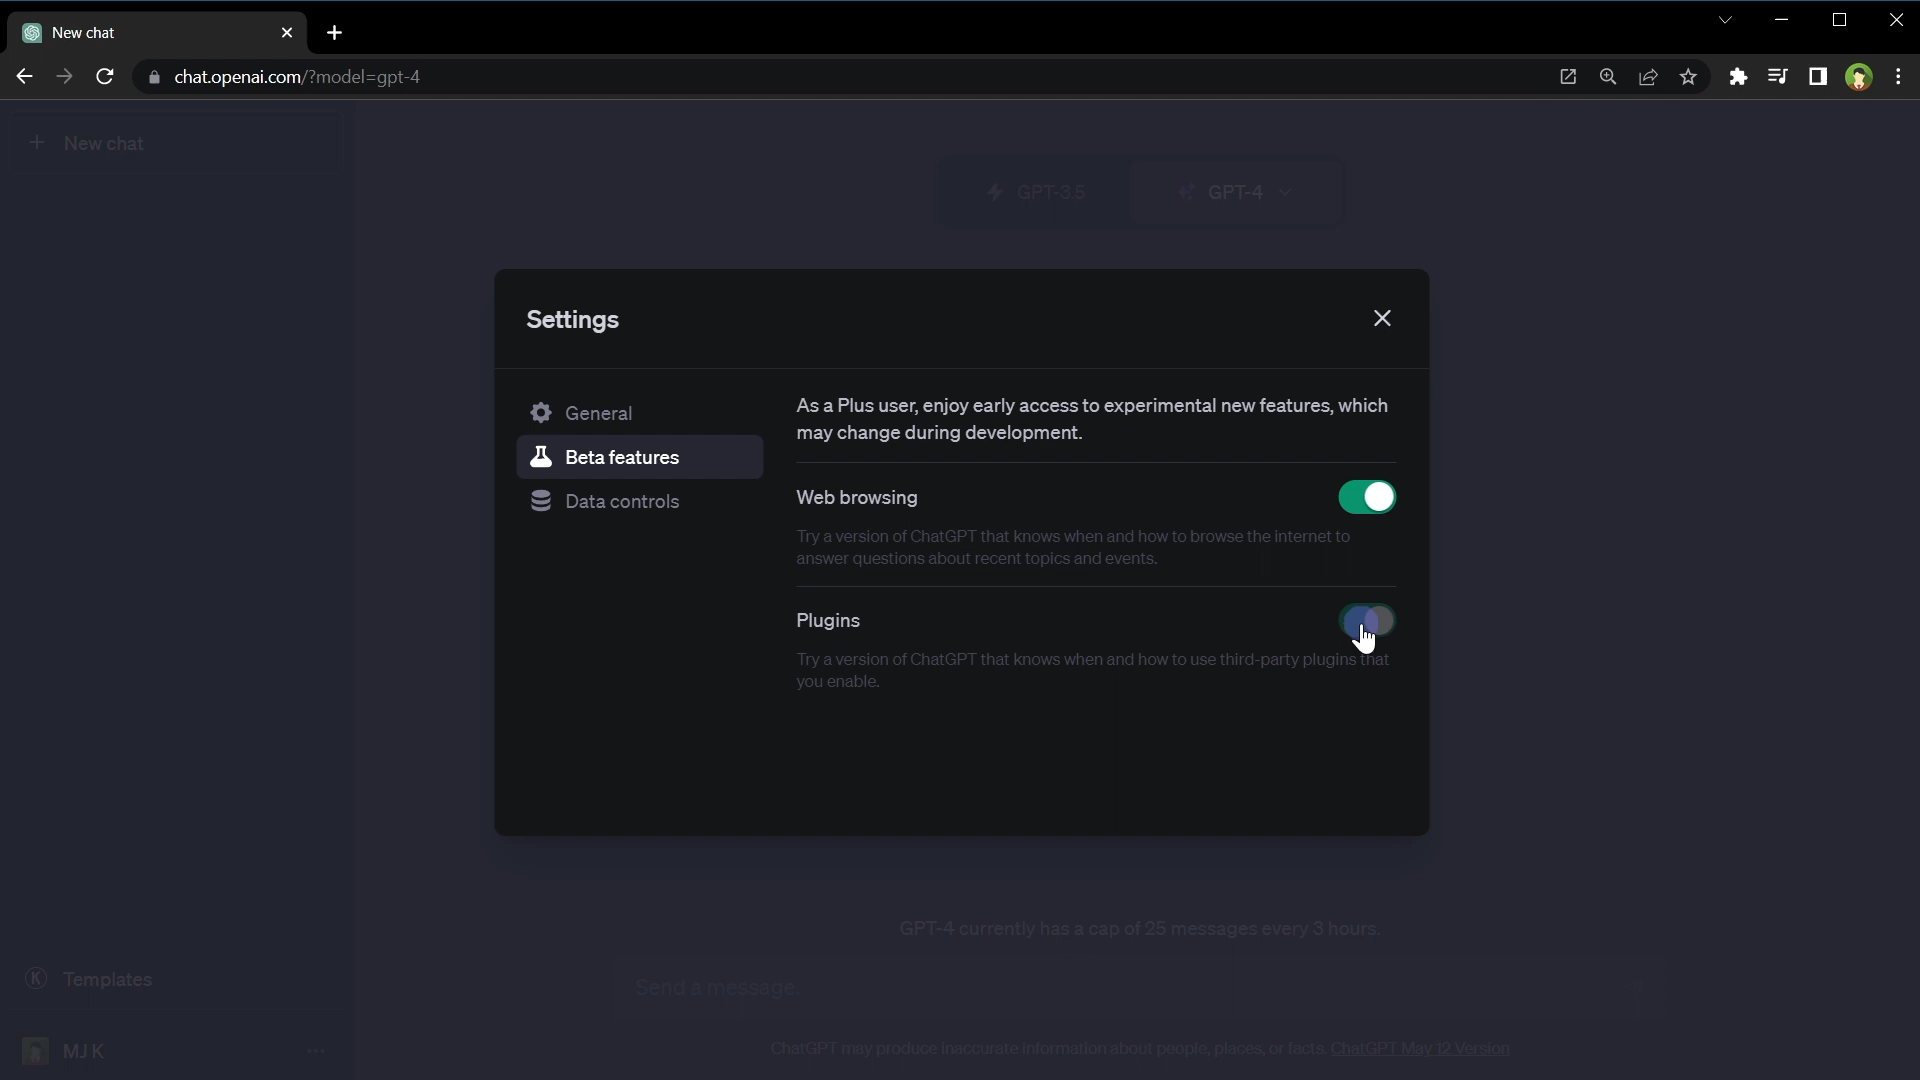 New chat
chat.openai.com/?model=gpt-4
New chat
GPT-3.5
GPT-4
Settings
General
Beta features
Data controls
As a Plus user, enjoy early access to experimental new features, which
may change during development.
Web browsing
Try a version of ChatGPT that knows when and how to browse the internet to
answer questions about recent topics and events.
Plugins
Try a version of ChatGPT that knows when and how to use third-party plugins that
you enable.
GPT-4 currently has a cap of 25 messages every 3 hours.
Send a message.
K Templates
MJ K
ChatGPT may produce inaccurate information about people, places, or facts. ChatGPT May 12 Version